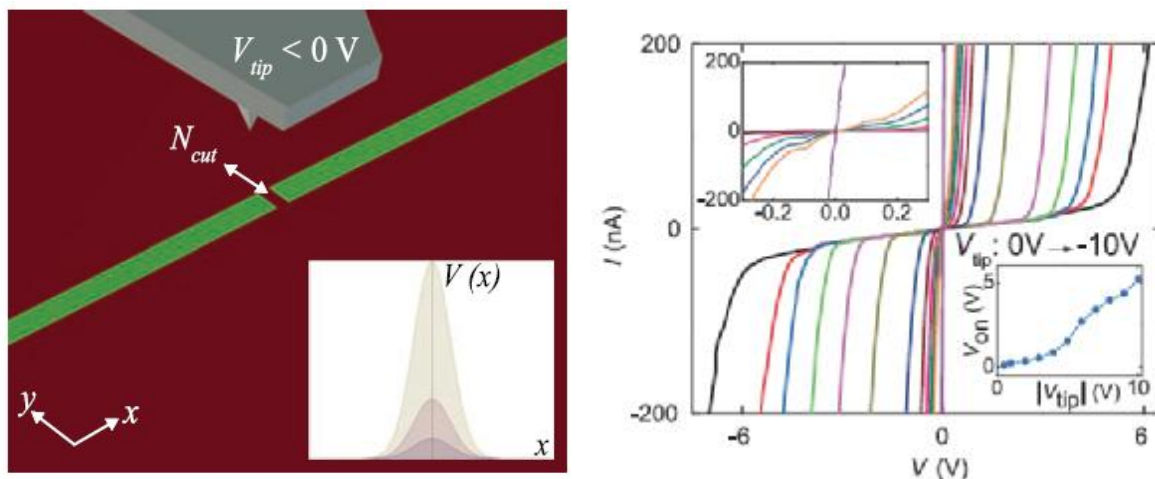 V_tip < 0 V
N_cut
V (x)
x
y
x
200
0
-200
I (nA)
200
0
-200
-0.2 0.0 0.2
V_tip: 0V → -10V
5
0
V_on (V)
0 10
|V_tip| (V)
-6 0 6
V (V)